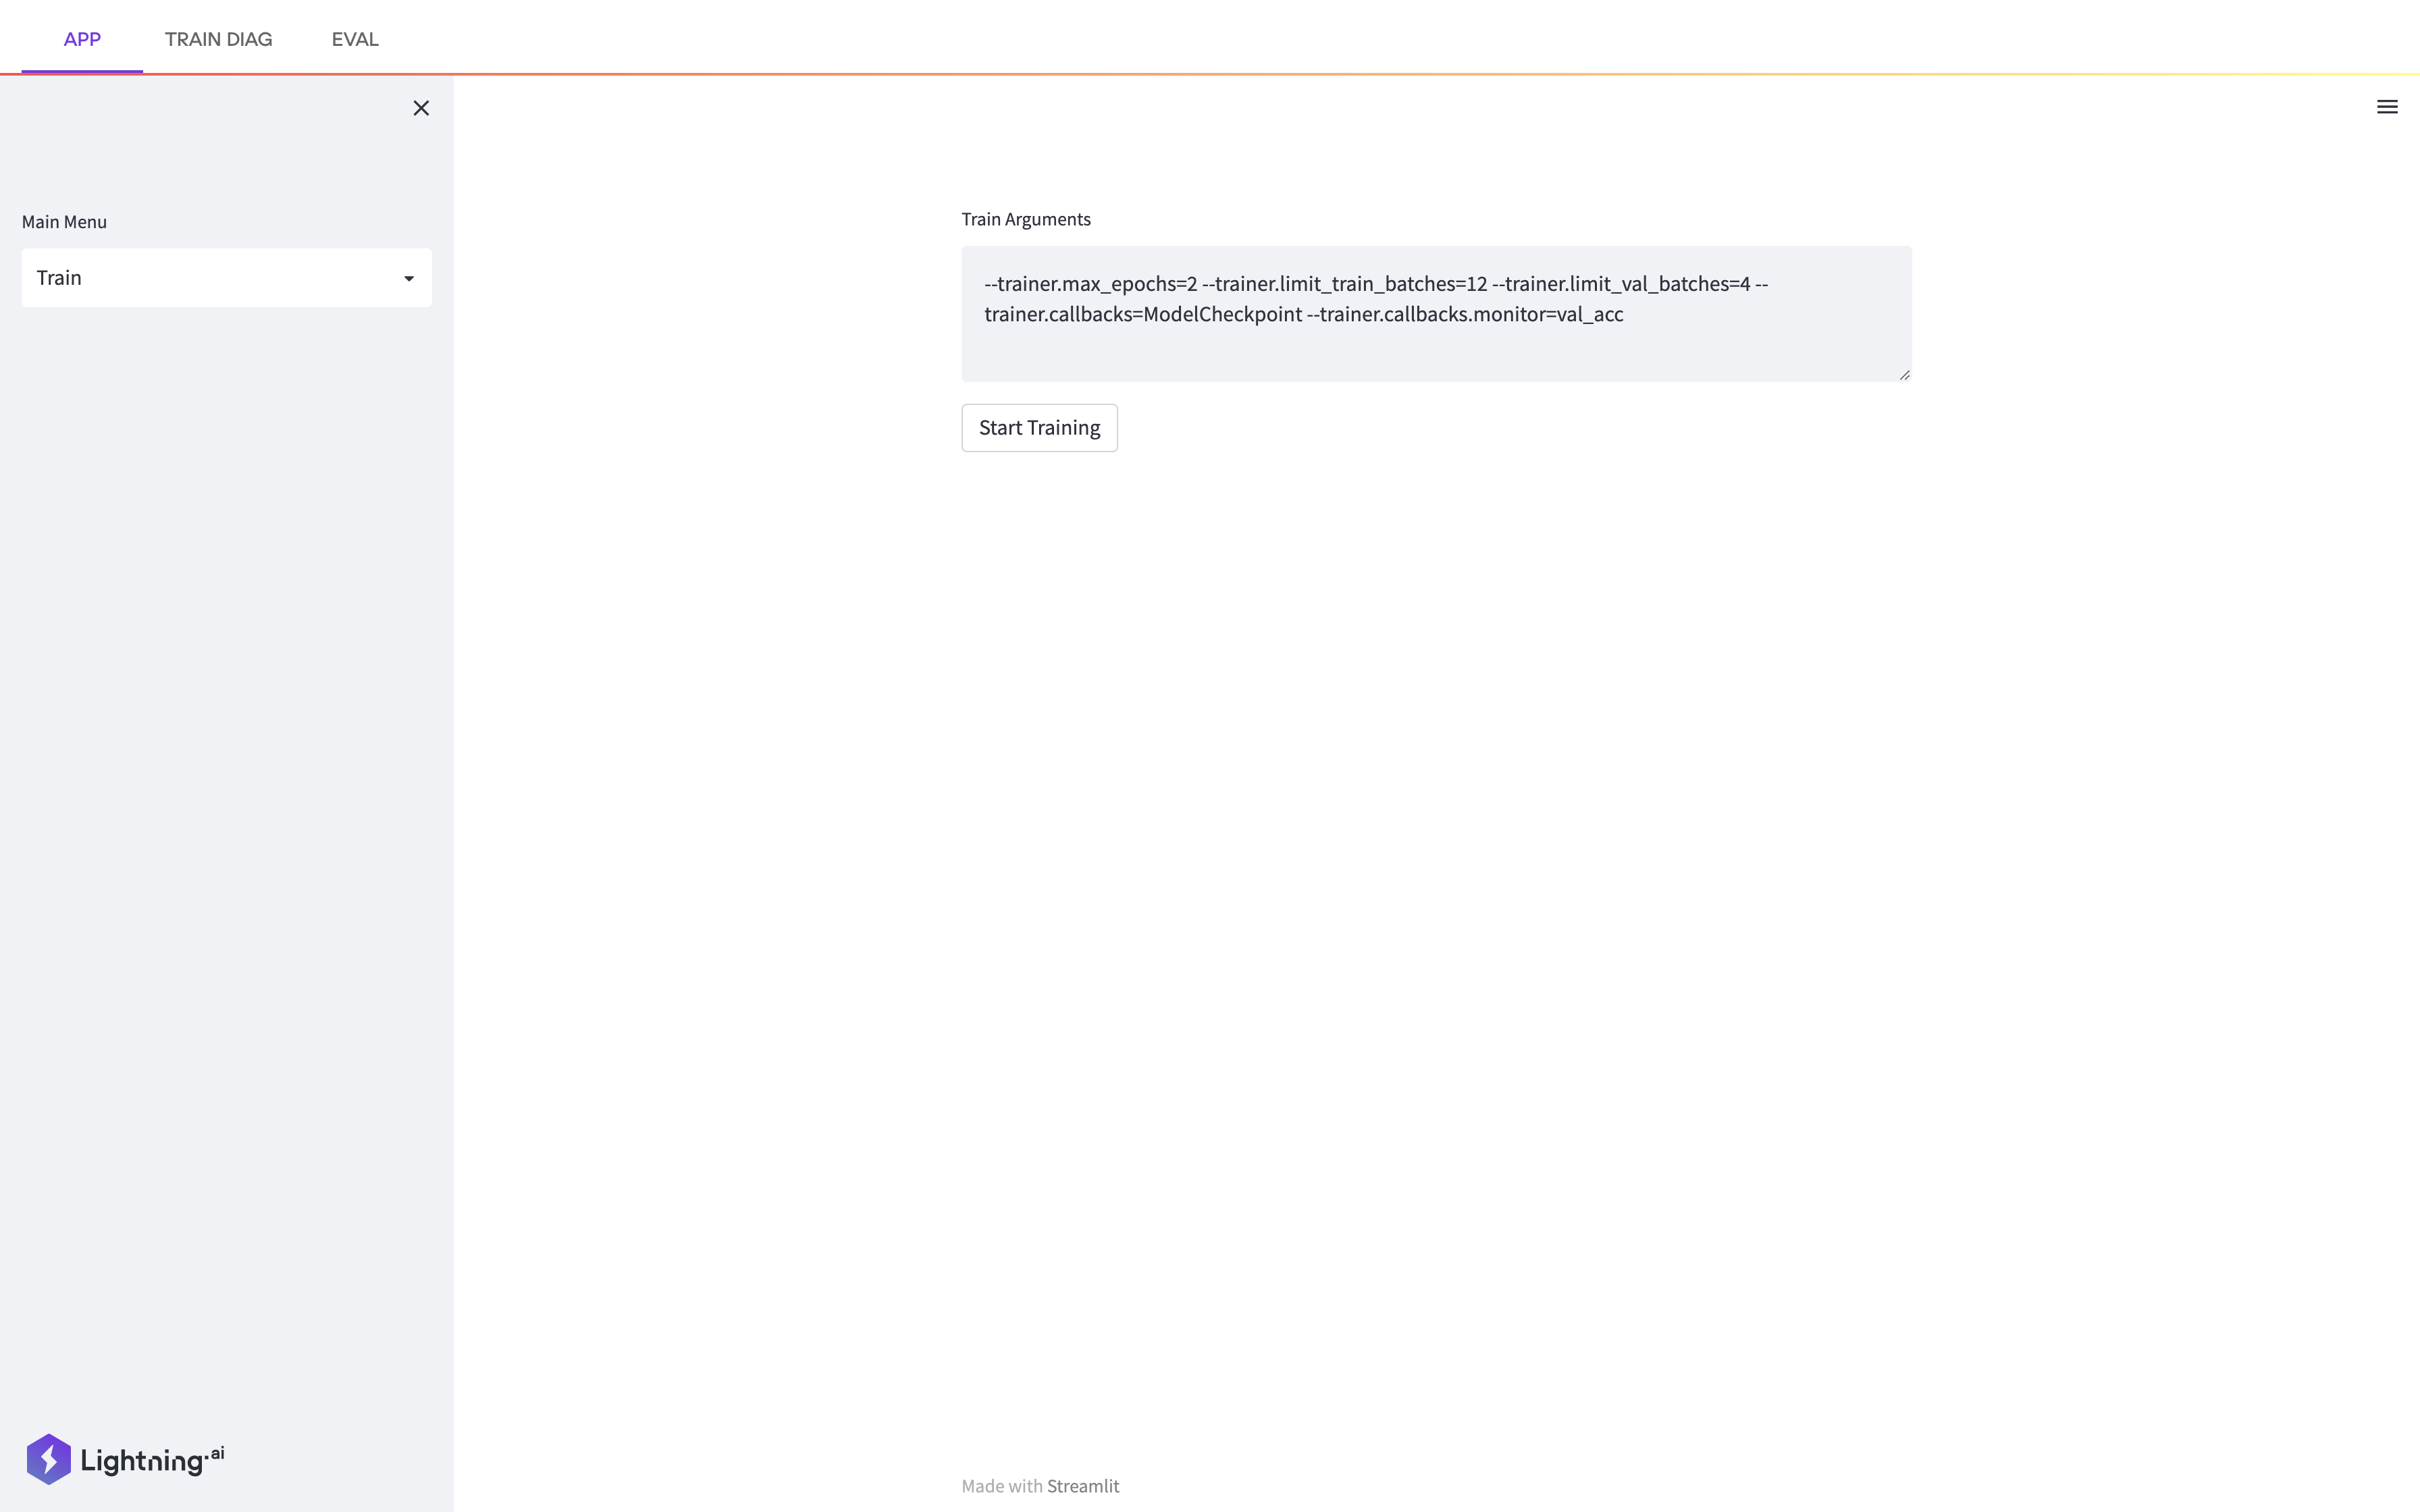 APP TRAIN DIAG EVAL
Main Menu
Train
Train Arguments
--trainer.max_epochs=2 --trainer.limit_train_batches=12 --trainer.limit_val_batches=4 --
trainer.callbacks=ModelCheckpoint --trainer.callbacks.monitor=val_acc
Start Training
Lightning.ai
Made with Streamlit